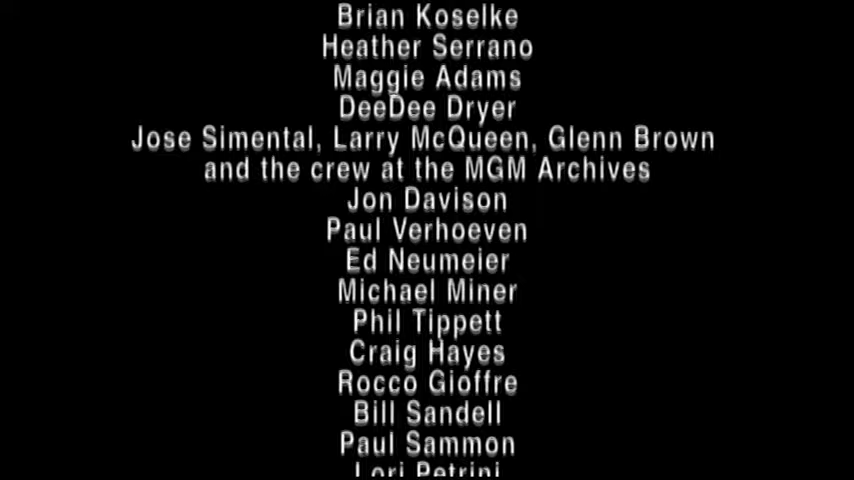 Brian Koselke
Heather Serrano
Maggie Adams
DeeDee Dryer
Jose Simental, Larry McQueen, Glenn Brown
and the crew at the MGM Archives
Jon Davison
Paul Verhoeven
Ed Neumeier
Michael Miner
Phil Tippett
Craig Hayes
Rocco Gioffre
Bill Sandell
Paul Sammon
Lori Petrini